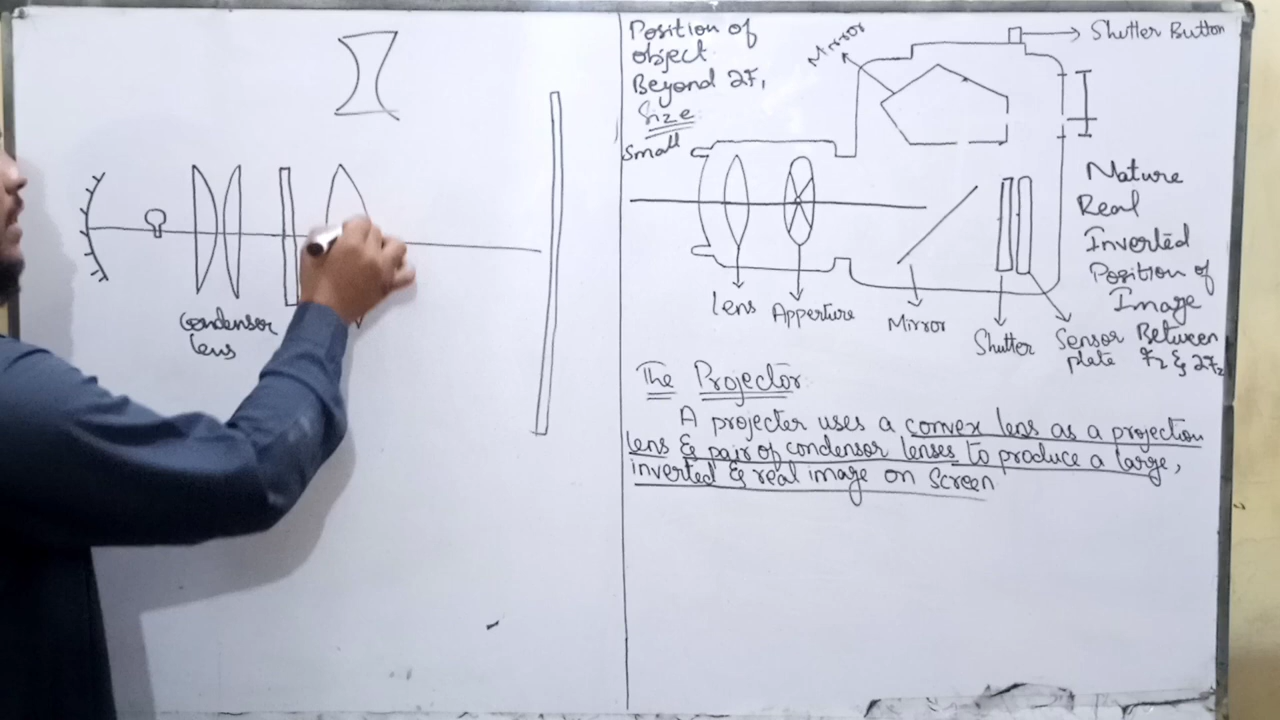 Condensor
lens
Position of
object
Beyond 2F1
Size
Small
Mirror
Shutter Button
Nature
Real
Inverted
Position of
Image
Between
F2 & 2F2
Lens
Apperture
Mirror
Shutter
Sensor
plate
The Projector
A projector uses a convex lens as a projection
lens & pair of condensor lenses to produce a large,
inverted & real image on Screen